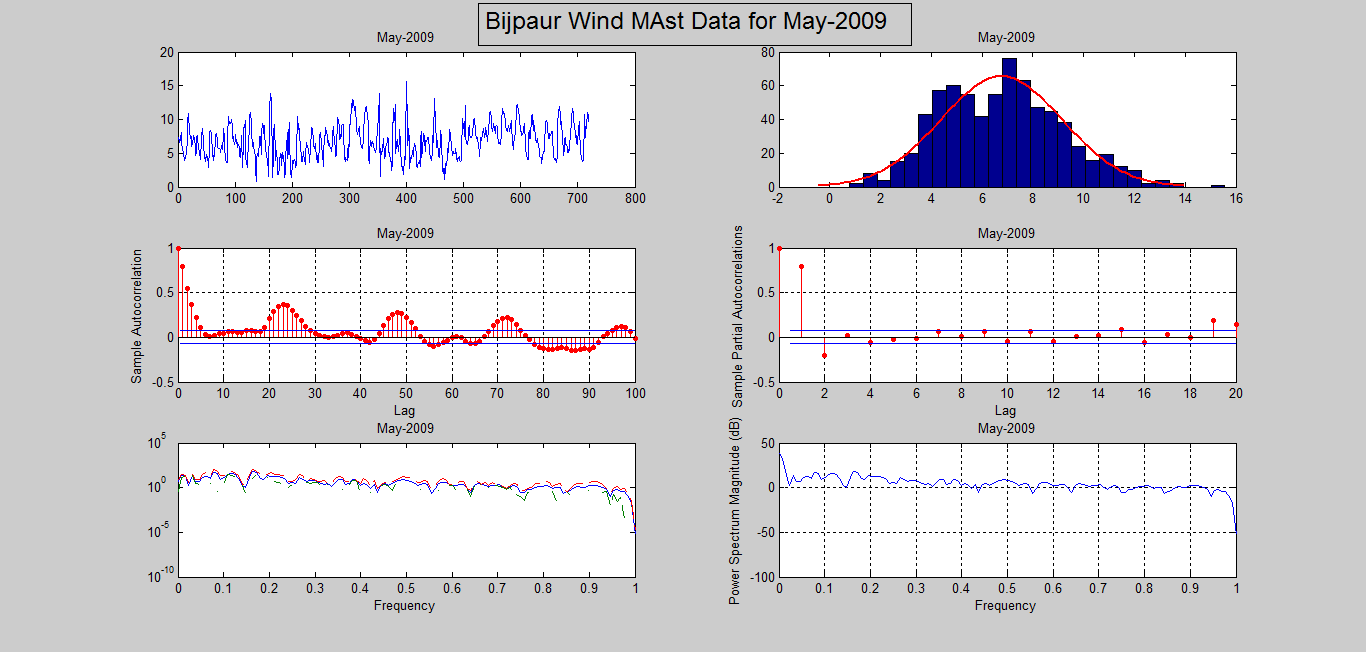 Bijpaur Wind MAst Data for May-2009
May-2009
20
15
10
5
0
0 100 200 300 400 500 600 700 800
May-2009
80
60
40
20
0
-2 0 2 4 6 8 10 12 14 16
May-2009
Sample Autocorrelation
1
0.5
0
-0.5
0 10 20 30 40 50 60 70 80 90 100
Lag
May-2009
Sample Partial Autocorrelations
1
0.5
0
-0.5
0 2 4 6 8 10 12 14 16 18 20
Lag
May-2009
10^5
10^0
10^-5
10^-10
0 0.1 0.2 0.3 0.4 0.5 0.6 0.7 0.8 0.9 1
Frequency
May-2009
Power Spectrum Magnitude (dB)
50
0
-50
-100
0 0.1 0.2 0.3 0.4 0.5 0.6 0.7 0.8 0.9 1
Frequency